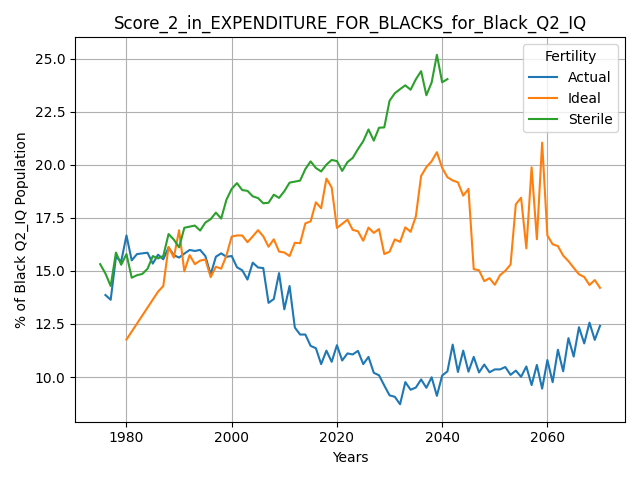 Score_2_in_EXPENDITURE_FOR_BLACKS_for_Black_Q2_IQ
% of Black Q2_IQ Population
25.0
22.5
20.0
17.5
15.0
12.5
10.0
Fertility
Actual
Ideal
Sterile
1980
2000
2020
2040
2060
Years